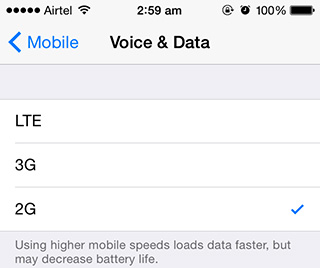 Airtel 2:59 am 100%
Mobile Voice & Data
LTE
3G
2G
Using higher mobile speeds loads data faster, but
may decrease battery life.